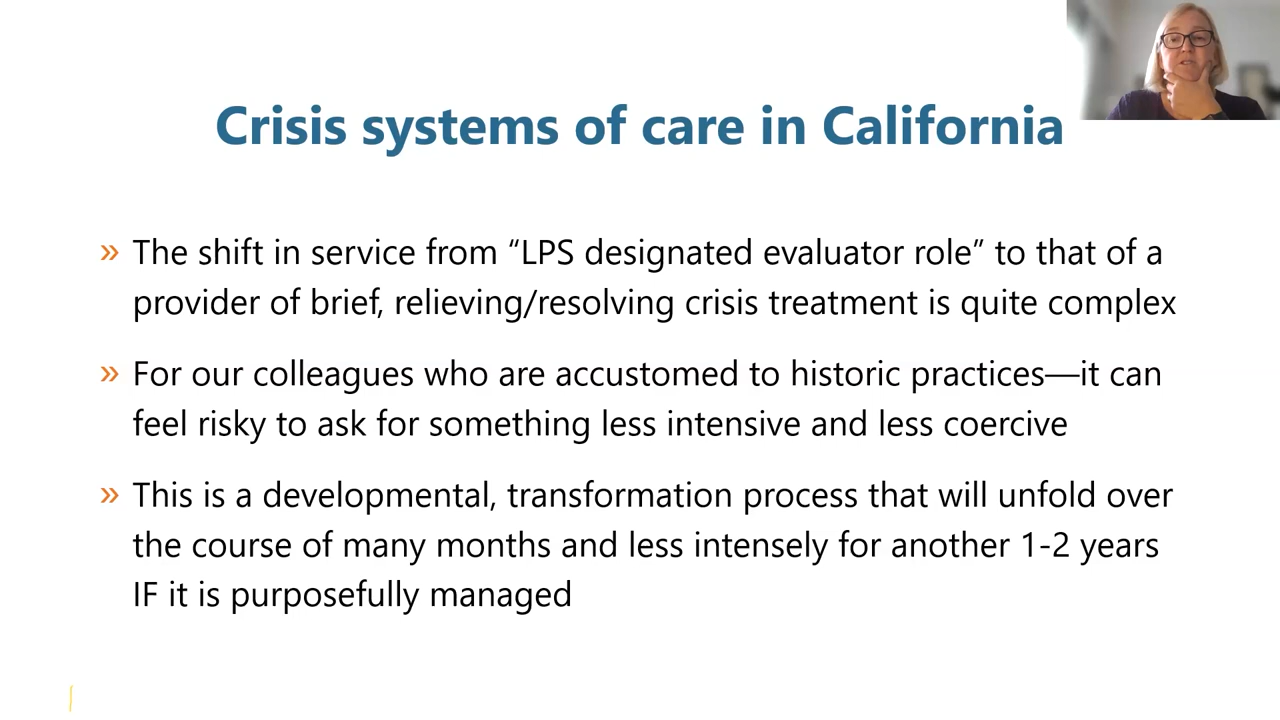 Crisis systems of care in California
» The shift in service from “LPS designated evaluator role” to that of a
provider of brief, relieving/resolving crisis treatment is quite complex
» For our colleagues who are accustomed to historic practices—it can
feel risky to ask for something less intensive and less coercive
» This is a developmental, transformation process that will unfold over
the course of many months and less intensely for another 1-2 years
IF it is purposefully managed